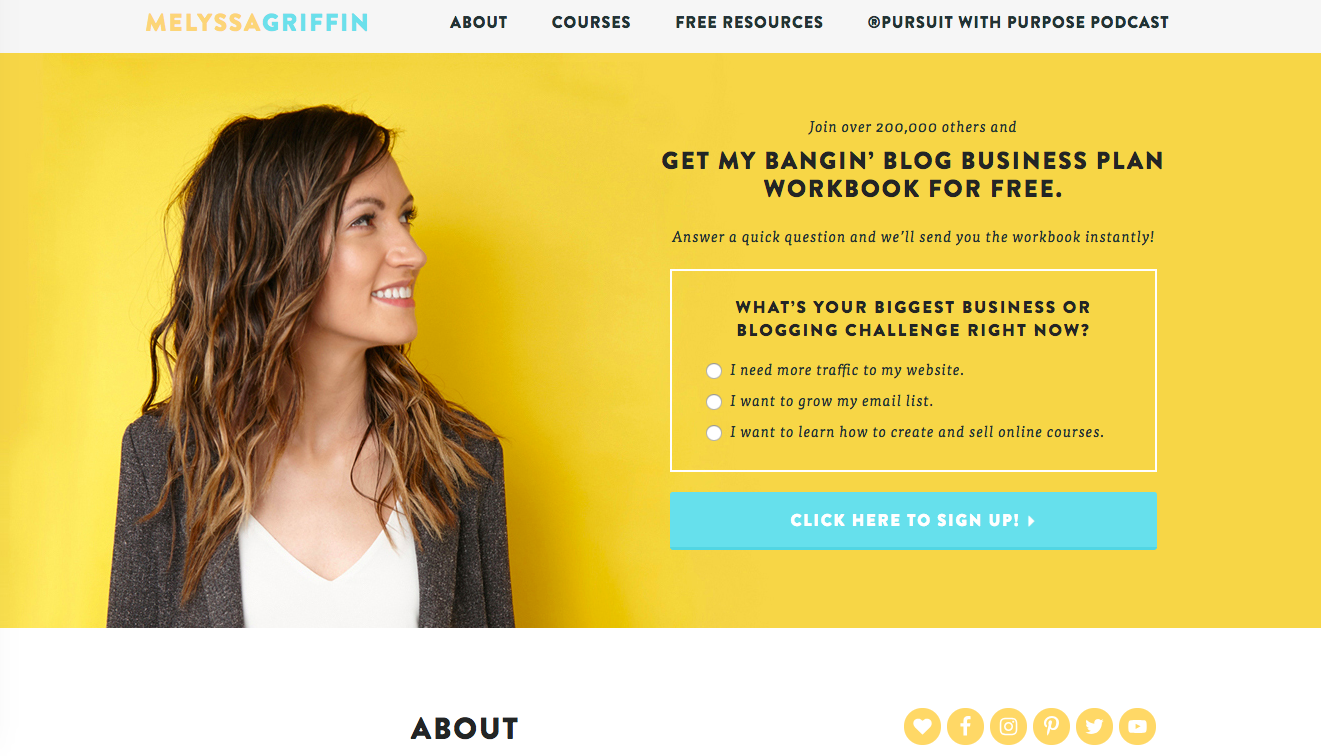 MELYSSAGRIFFIN ABOUT COURSES FREE RESOURCES ®PURSUIT WITH PURPOSE PODCAST
Join over 200,000 others and
GET MY BANGIN’ BLOG BUSINESS PLAN
WORKBOOK FOR FREE.
Answer a quick question and we’ll send you the workbook instantly!
WHAT’S YOUR BIGGEST BUSINESS OR
BLOGGING CHALLENGE RIGHT NOW?
I need more traffic to my website.
I want to grow my email list.
I want to learn how to create and sell online courses.
CLICK HERE TO SIGN UP!
ABOUT